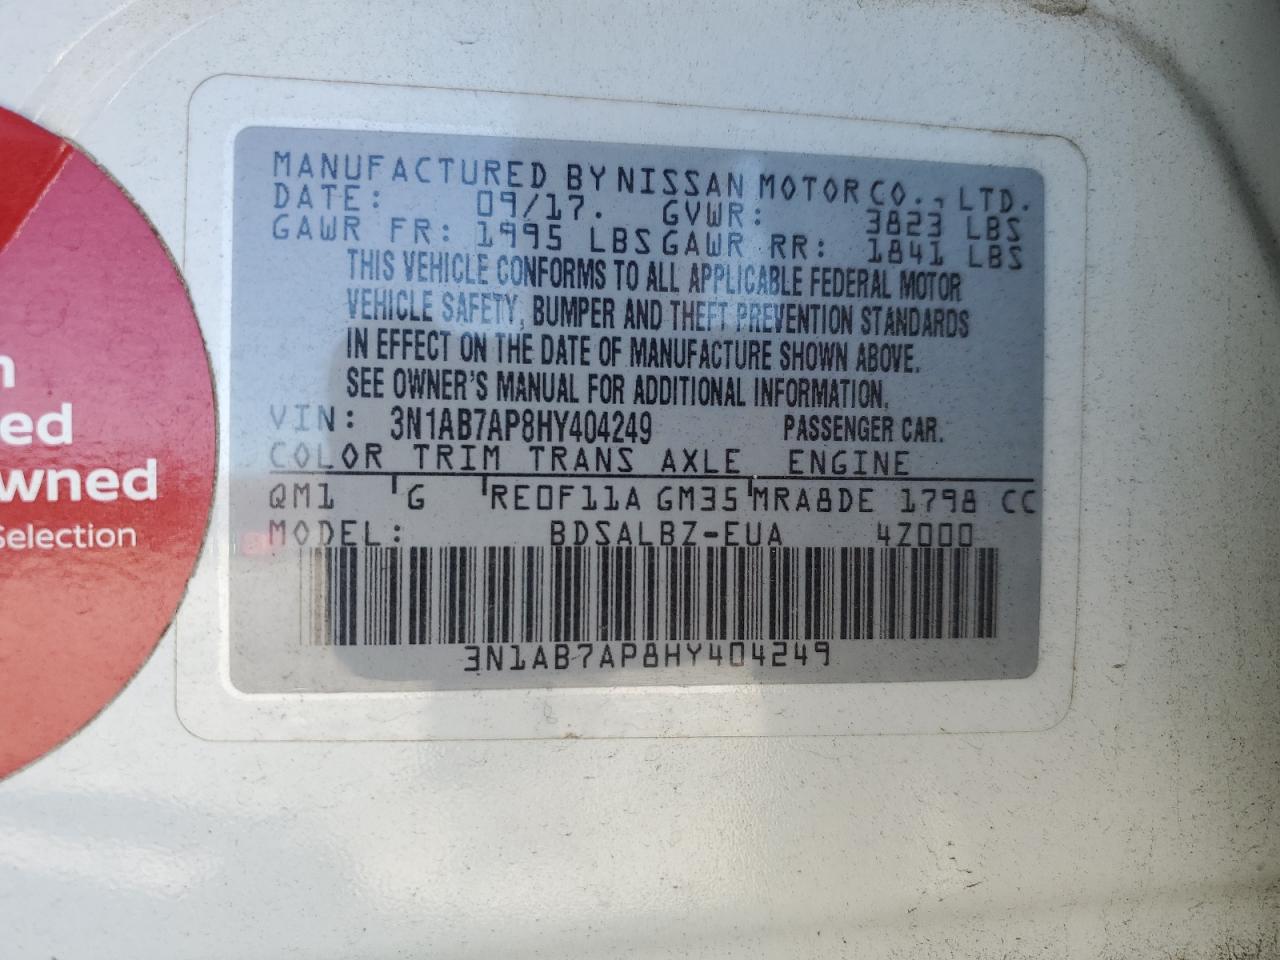 MANUFACTURED BY NISSAN MOTOR CO., LTD.
DATE: 09/17. GVWR: 3823 LBS
GAWR FR: 1995 LBS GAWR RR: 1841 LBS
THIS VEHICLE CONFORMS TO ALL APPLICABLE FEDERAL MOTOR
VEHICLE SAFETY, BUMPER AND THEFT PREVENTION STANDARDS
IN EFFECT ON THE DATE OF MANUFACTURE SHOWN ABOVE.
SEE OWNER'S MANUAL FOR ADDITIONAL INFORMATION.
VIN: 3N1AB7AP8HY404249 PASSENGER CAR.
COLOR TRIM TRANS AXLE ENGINE
QM1 G RE0F11A GM35 MRA8DE 1798 CC
MODEL: BDSALBZ-EUA 4Z000
3N1AB7AP8HY404249
n
ed
wned
Selection